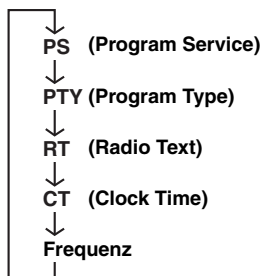 PS (Program Service)
PTY (Program Type)
RT (Radio Text)
CT (Clock Time)
Frequenz